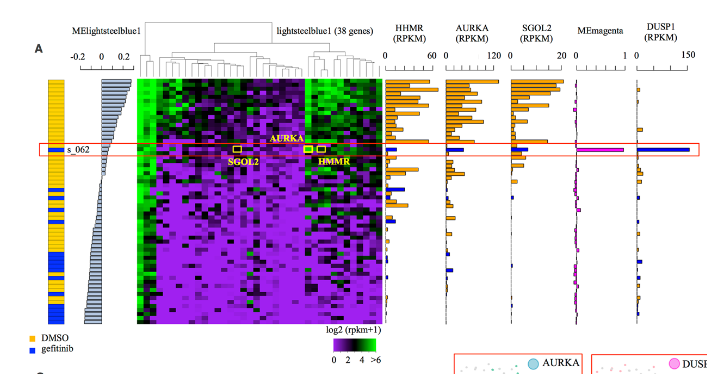 A
MElightsteelblue1
lightsteelblue1 (38 genes)
HHMR
(RPKM)
AURKA
(RPKM)
SGOL2
(RPKM)
MEmagenta
DUSP1
(RPKM)
-0.2 0 0.2
0 60
0 120
0 20
0 1
0 150
s_062
AURKA
SGOL2
HMMR
DMSO
gefitinib
log2 (rpkm+1)
0 2 4 >6
AURKA